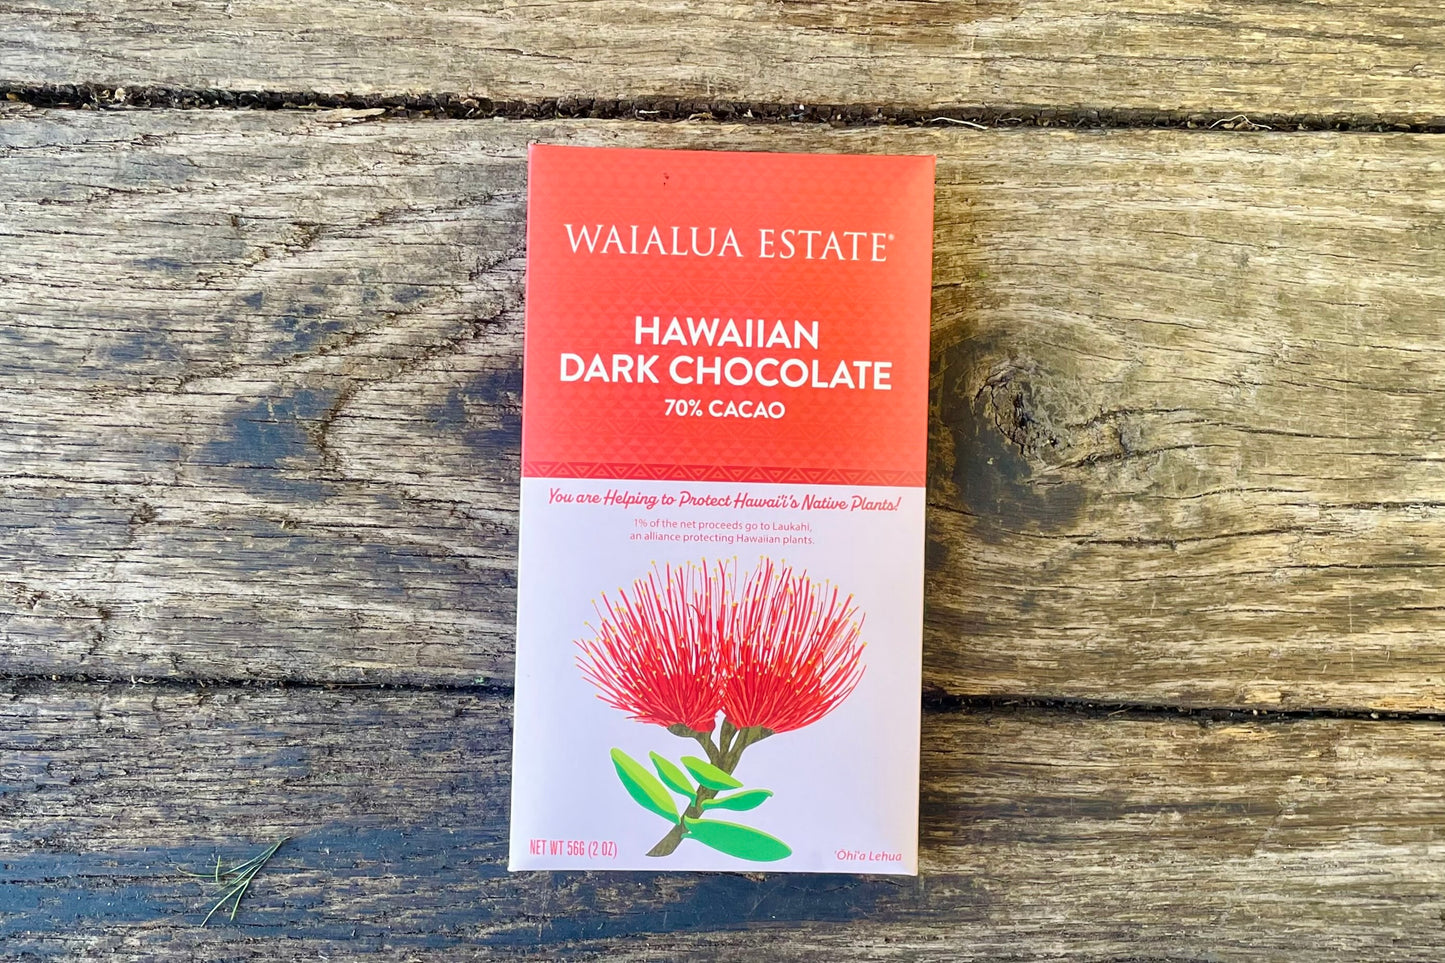 WAIALUA ESTATE®
HAWAIIAN
DARK CHOCOLATE
70% CACAO
You are Helping to Protect Hawai'i's Native Plants!
1% of the net proceeds go to Laukahi,
an alliance protecting Hawaiian plants.
NET WT 56G (2 OZ)
'Ōhi'a Lehua